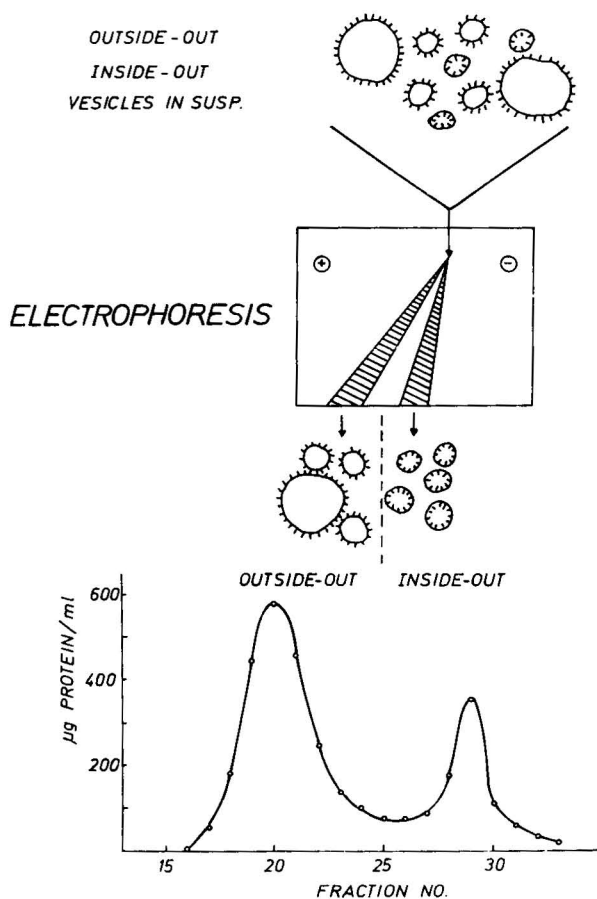 OUTSIDE-OUT
INSIDE-OUT
VESICLES IN SUSP.
+ -
ELECTROPHORESIS
OUTSIDE-OUT INSIDE-OUT
µg PROTEIN/ml
600
400
200
15 20 25 30
FRACTION NO.